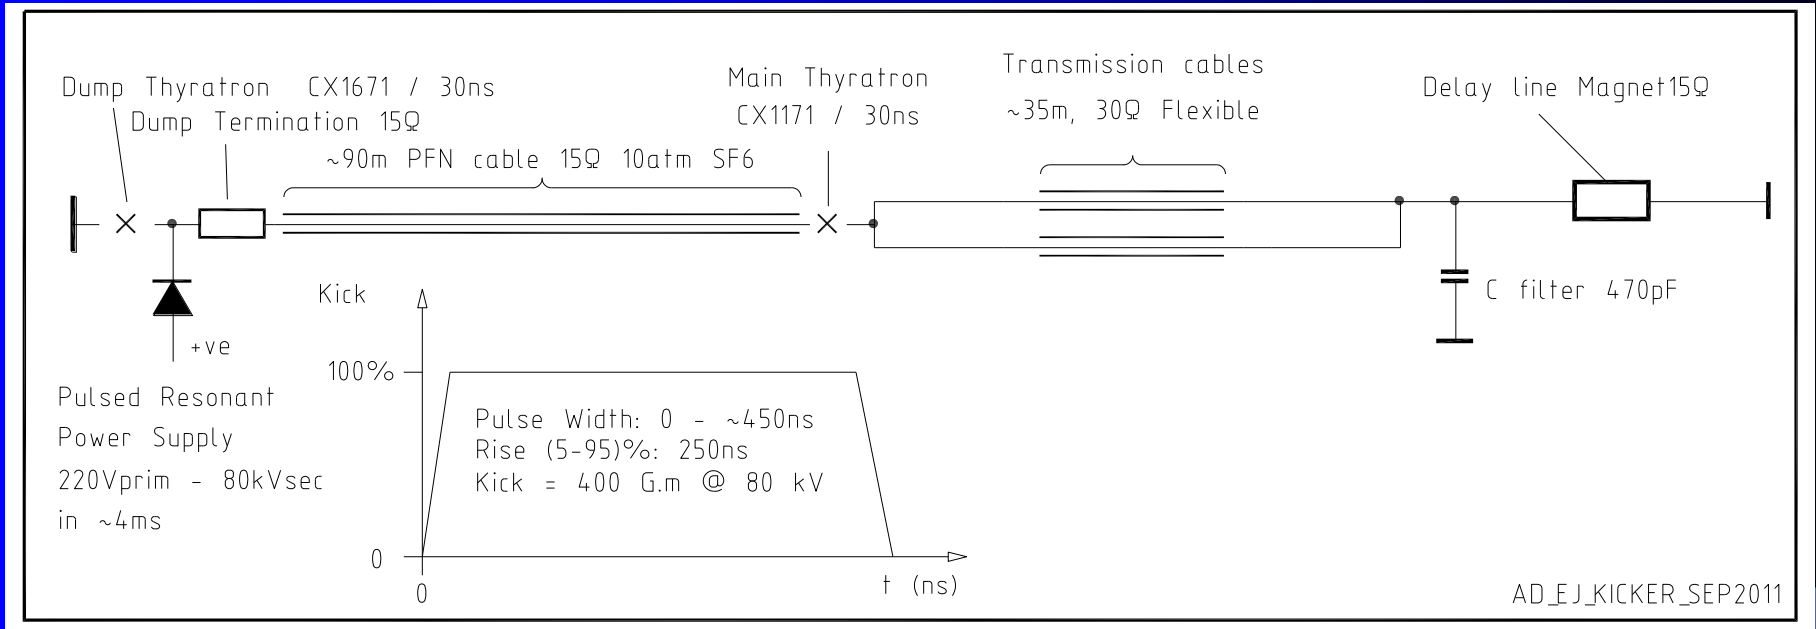 Dump Thyratron CX1671 / 30ns
Dump Termination 15Ω
~90m PFN cable 15Ω 10atm SF6
Main Thyratron
CX1171 / 30ns
Transmission cables
~35m, 30Ω Flexible
Delay line Magnet15Ω
C filter 470pF
+ve
Pulsed Resonant
Power Supply
220Vprim - 80kVsec
in ~4ms
Kick
100%
Pulse Width: 0 - ~450ns
Rise (5-95)%: 250ns
Kick = 400 G.m @ 80 kV
0
0
t (ns)
AD_EJ_KICKER_SEP2011